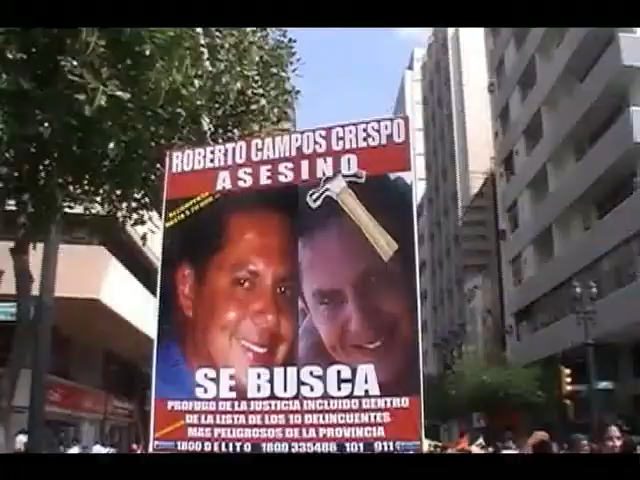 ROBERTO CAMPOS CRESPO
ASESINO
SE BUSCA
PROFUGO DE LA JUSTICIA INCLUIDO DENTRO
DE LA LISTA DE LOS 10 DELINCUENTES
MAS PELIGROSOS DE LA PROVINCIA
1800 DELITO 1800 335486 101 911